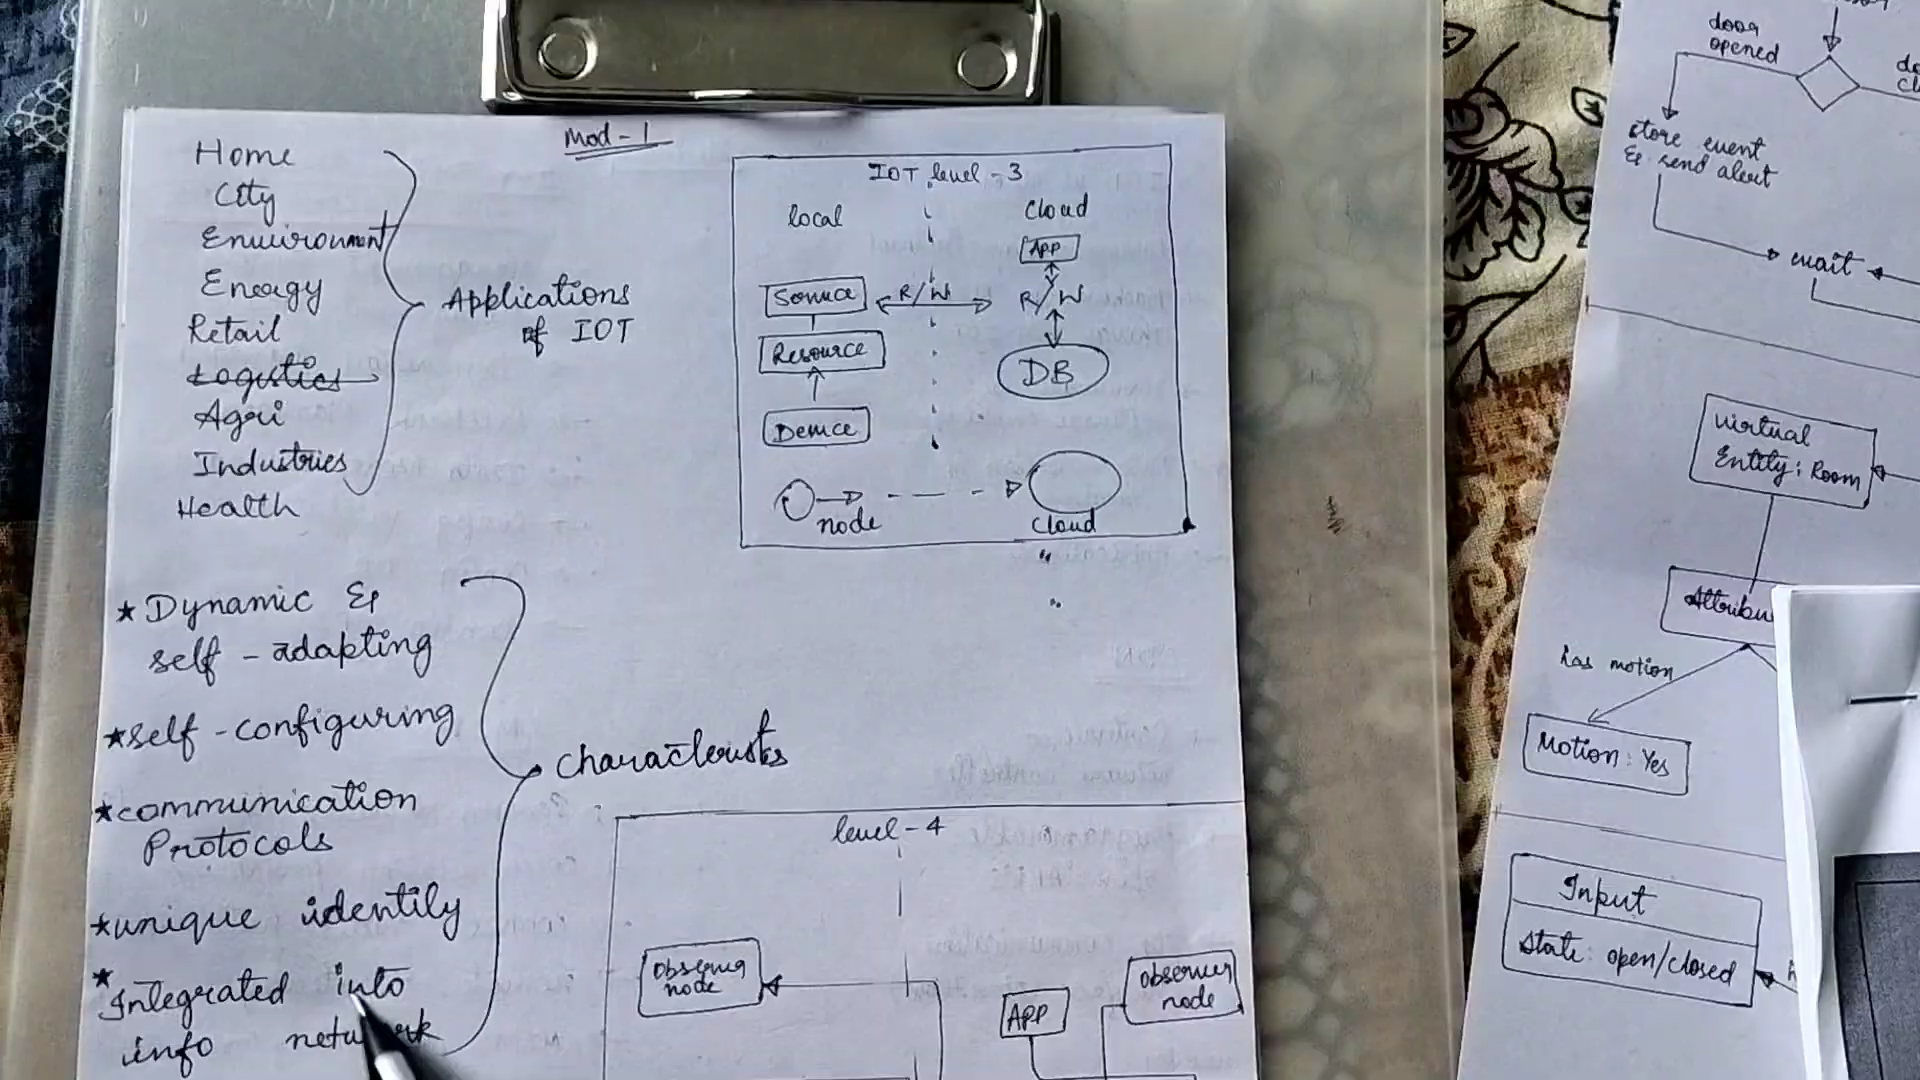 Mod-1
Home
City
Environment
Energy
Retail
Logistics
Agri
Industries
Health
Applications
of IOT
IOT level-3
local
Cloud
APP
Service
R/W
R/W
Resource
DB
Device
node
Cloud
* Dynamic &
self-adapting
* self-configuring
* communication
Protocols
* unique identity
* Integrated into
info network
characteristics
level-4
Observer
node
APP
Observer
node
door
opened
store event
& send alert
wait
Virtual
Entity: Room
has motion
Motion: Yes
Input
State: open/closed